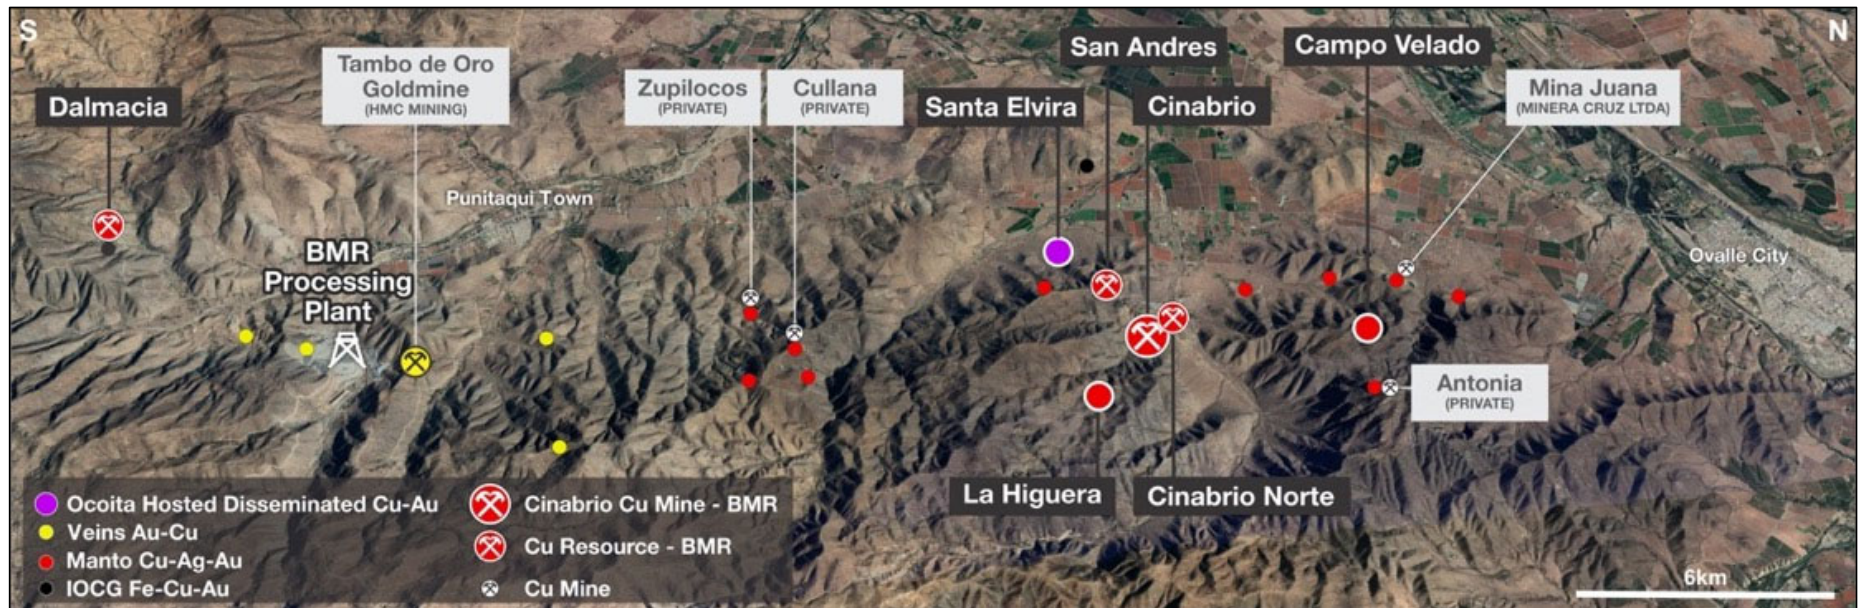 S
N
San Andres
Campo Velado
Tambo de Oro
Goldmine
(HMC MINING)
Zupilocos
(PRIVATE)
Cullana
(PRIVATE)
Mina Juana
(MINERA CRUZ LTDA)
Dalmacia
Santa Elvira
Cinabrio
Punitaqui Town
BMR
Processing
Plant
Ovalle City
Antonia
(PRIVATE)
La Higuera
Cinabrio Norte
Ocoita Hosted Disseminated Cu-Au
Veins Au-Cu
Manto Cu-Ag-Au
IOCG Fe-Cu-Au
Cinabrio Cu Mine - BMR
Cu Resource - BMR
Cu Mine
6km